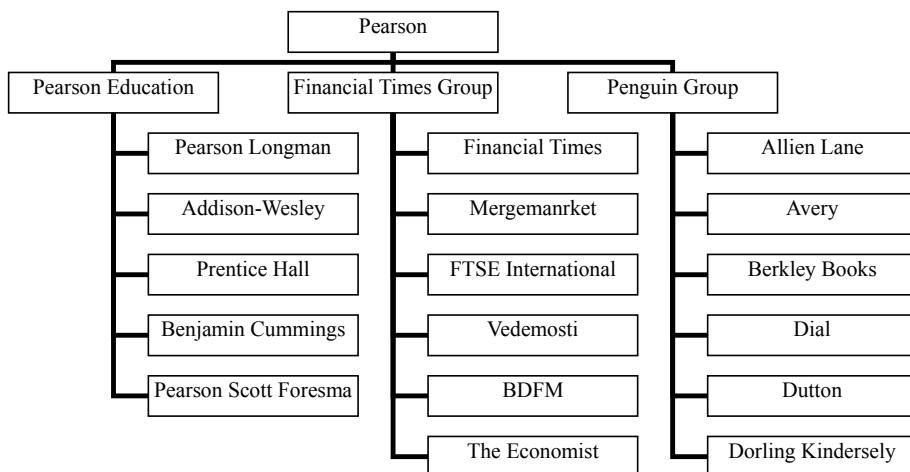 Pearson
Pearson Education
Financial Times Group
Penguin Group
Pearson Longman
Financial Times
Allien Lane
Addison-Wesley
Mergemanrket
Avery
Prentice Hall
FTSE International
Berkley Books
Benjamin Cummings
Vedemosti
Dial
Pearson Scott Foresma
BDFM
Dutton
The Economist
Dorling Kindersely